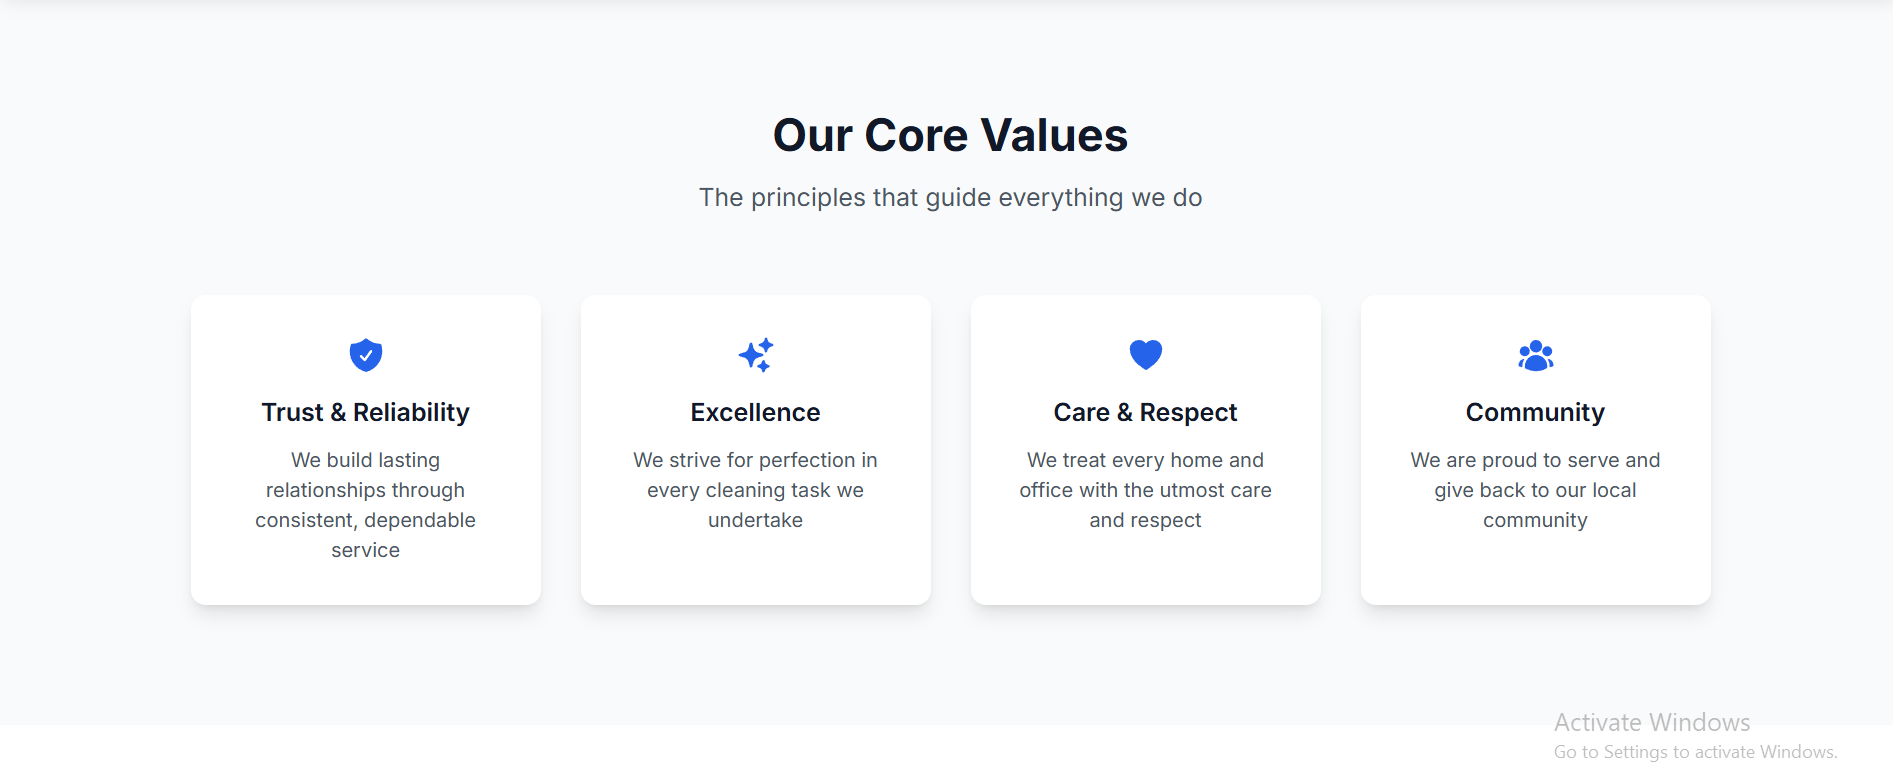 Our Core Values
The principles that guide everything we do
Trust & Reliability
We build lasting
relationships through
consistent, dependable
service
Excellence
We strive for perfection in
every cleaning task we
undertake
Care & Respect
We treat every home and
office with the utmost care
and respect
Community
We are proud to serve and
give back to our local
community
Activate Windows
Go to Settings to activate Windows.